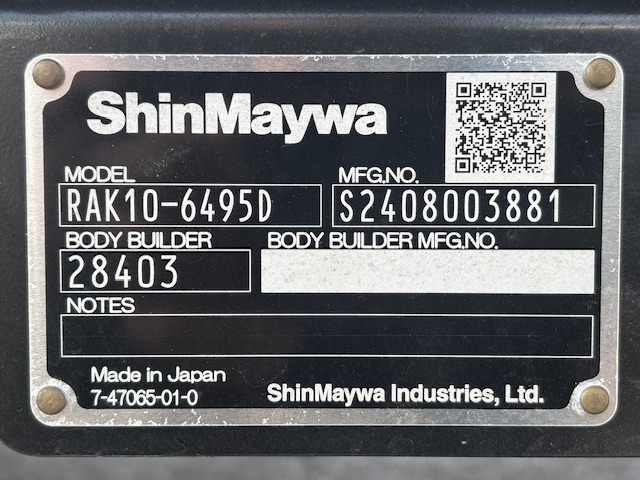 ShinMaywa
MODEL MFG.NO.
RAK10-6495D S2408003881
BODY BUILDER BODY BUILDER MFG.NO.
28403
NOTES
Made in Japan
7-47065-01-0 ShinMaywa Industries, Ltd.